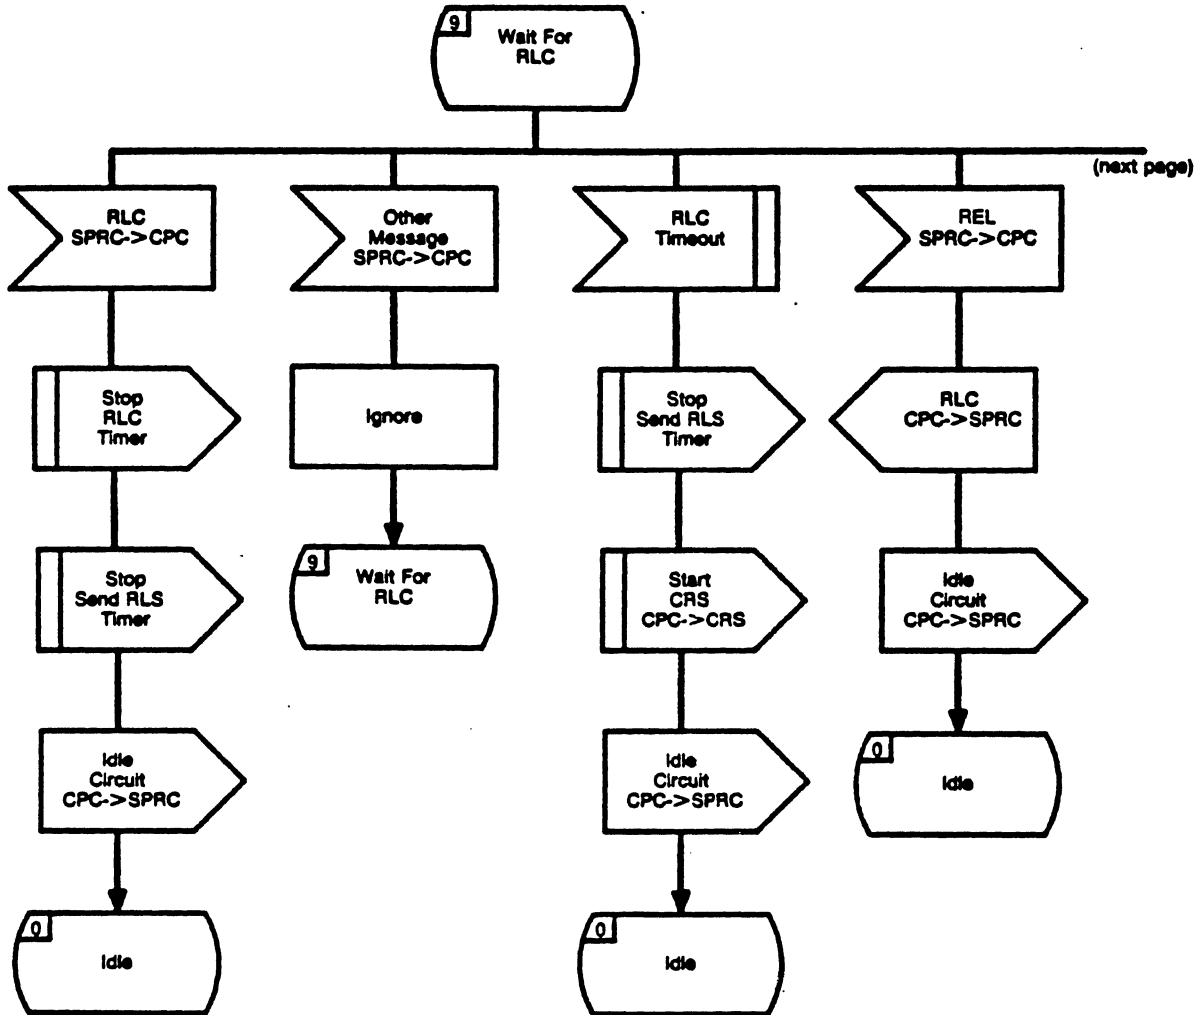 9
Wait For
RLC
(next page)
RLC
SPRC->CPC
Other
Message
SPRC->CPC
RLC
Timeout
REL
SPRC->CPC
Stop
RLC
Timer
Ignore
Stop
Send RLS
Timer
RLC
CPC->SPRC
Stop
Send RLS
Timer
9
Wait For
RLC
Start
CRS
CPC->CRS
Idle
Circuit
CPC->SPRC
Idle
Circuit
CPC->SPRC
Idle
Circuit
CPC->SPRC
0
Idle
0
Idle
0
Idle